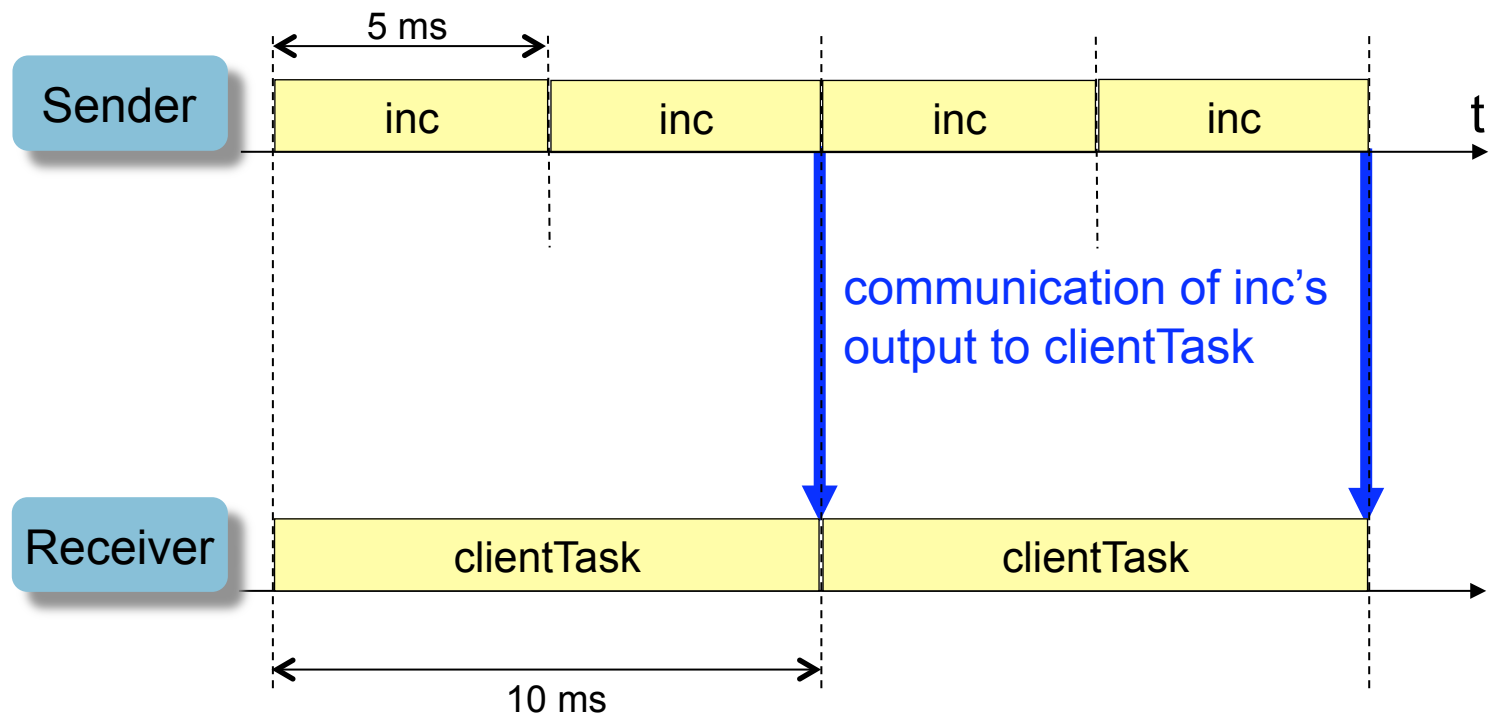 5 ms
Sender
inc
inc
inc
inc
t
communication of inc’s
output to clientTask
Receiver
clientTask
clientTask
10 ms